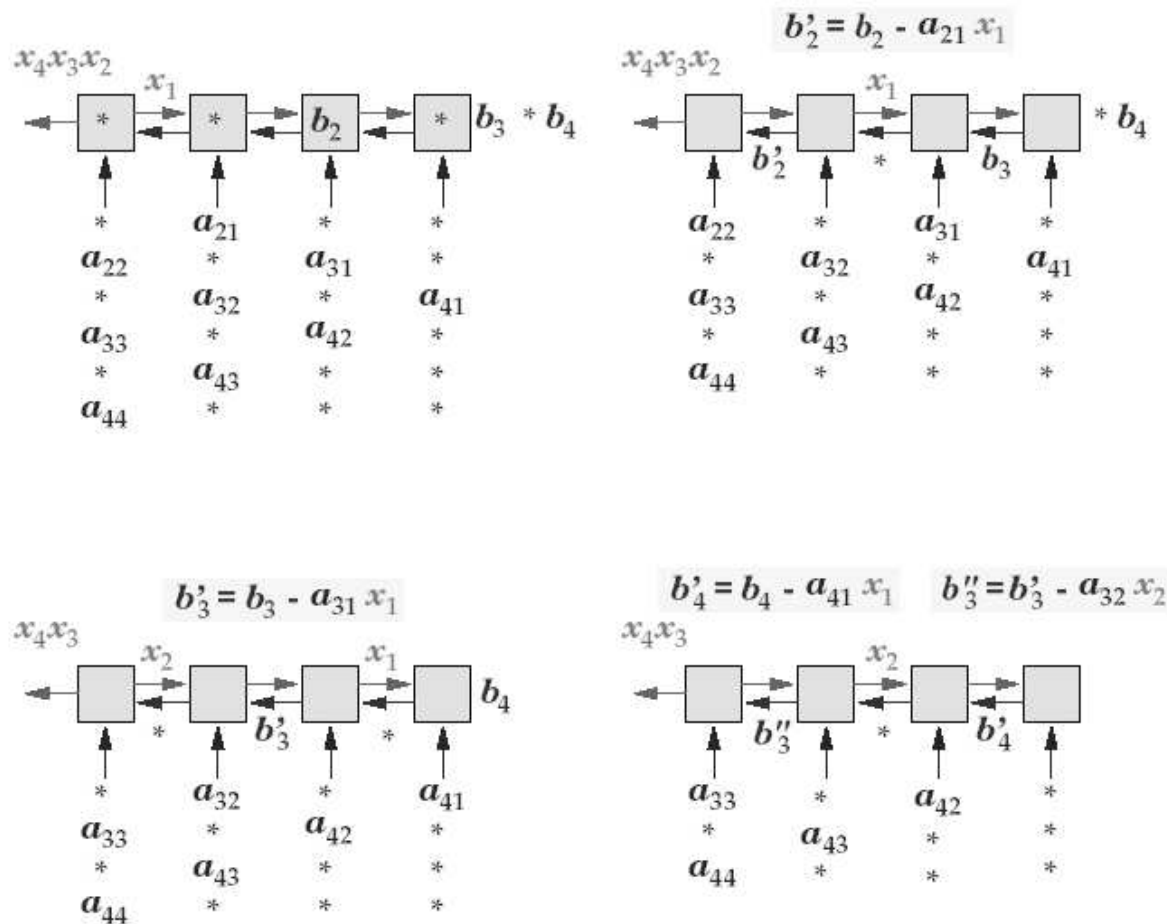 b'₂ = b₂ - a₂₁ x₁
x₄x₃x₂ x₁
* * b₂ * b₃ * b₄
* a₂₁ * *
a₂₂ * a₃₁ *
* a₃₂ * a₄₁
a₃₃ * a₄₂ *
* a₄₃ * *
a₄₄ * * *
x₄x₃x₂ x₁
* b₄
b'₂ * b₃
a₂₂ * a₃₁ *
* a₃₂ * a₄₁
a₃₃ * a₄₂ *
* a₄₃ * *
a₄₄ * * *
b'₃ = b₃ - a₃₁ x₁
x₄x₃ x₂ x₁
b₄
* b'₃ *
* a₃₂ * a₄₁
a₃₃ * a₄₂ *
* a₄₃ * *
a₄₄ * * *
b'₄ = b₄ - a₄₁ x₁ b''₃ = b'₃ - a₃₂ x₂
x₄x₃ x₂
b''₃ * b'₄
a₃₃ * a₄₂ *
* a₄₃ * *
a₄₄ * * *